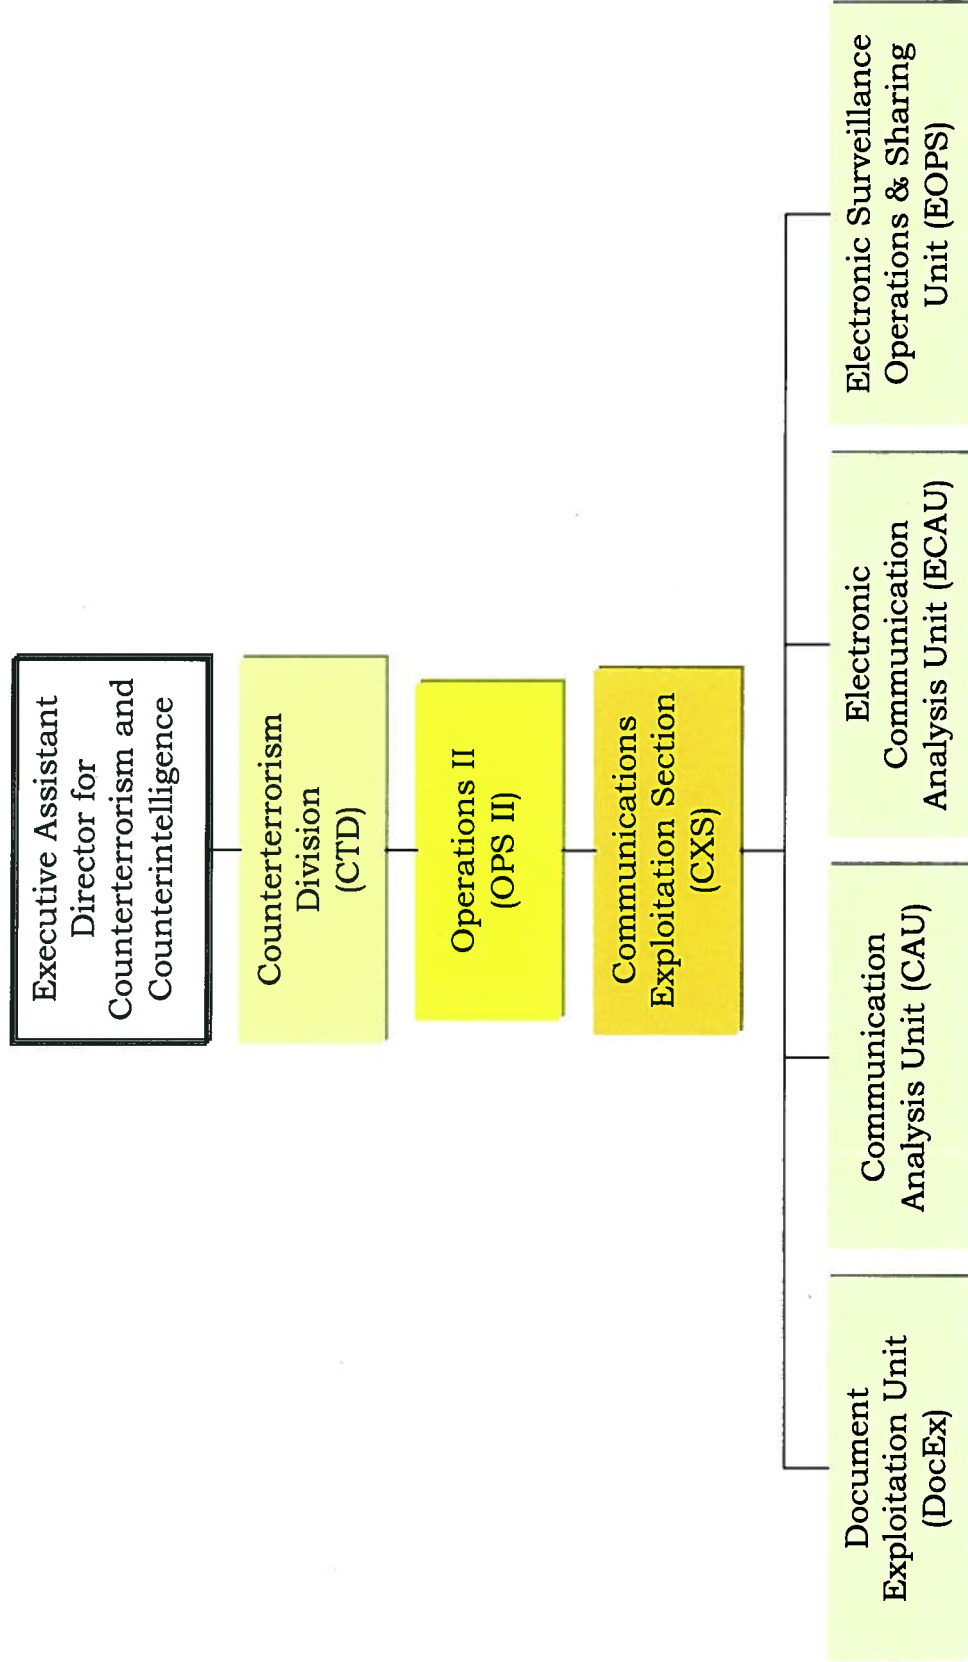 Executive Assistant
Director for
Counterterrorism and
Counterintelligence
Counterterrorism
Division
(CTD)
Operations II
(OPS II)
Communications
Exploitation Section
(CXS)
Document
Exploitation Unit
(DocEx)
Communication
Analysis Unit (CAU)
Electronic
Communication
Analysis Unit (ECAU)
Electronic Surveillance
Operations & Sharing
Unit (EOPS)